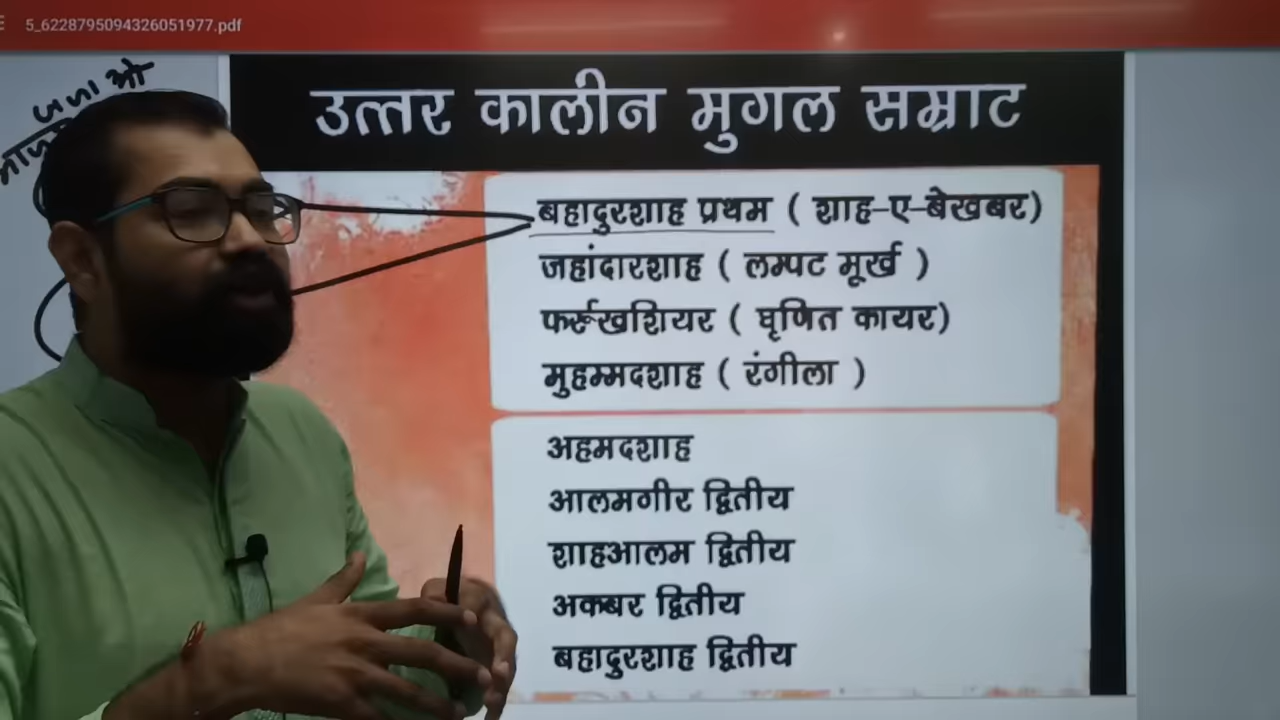 5_6228795094326051977.pdf
उत्तर कालीन मुगल सम्राट
बहादुरशाह प्रथम ( शाह-ए-बेखबर)
जहांदारशाह ( लम्पट मूर्ख )
फर्रूखशियर ( घृणित कायर)
मुहम्मदशाह ( रंगीला )
अहमदशाह
आलमगीर द्वितीय
शाहआलम द्वितीय
अकबर द्वितीय
बहादुरशाह द्वितीय